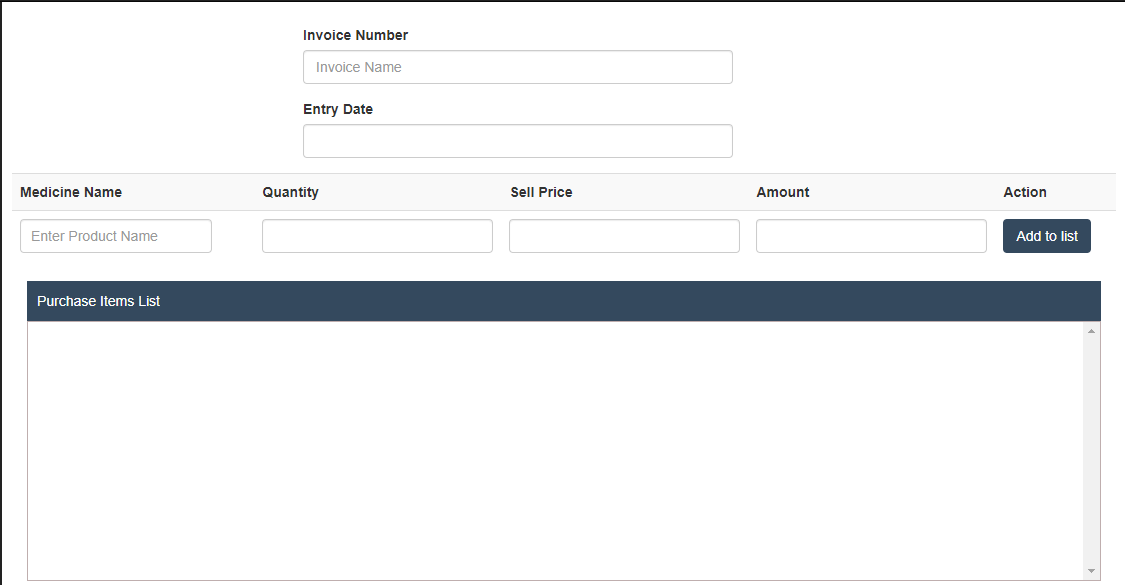 Invoice Number
Invoice Name
Entry Date
Medicine Name Quantity Sell Price Amount Action
Enter Product Name Add to list
Purchase Items List